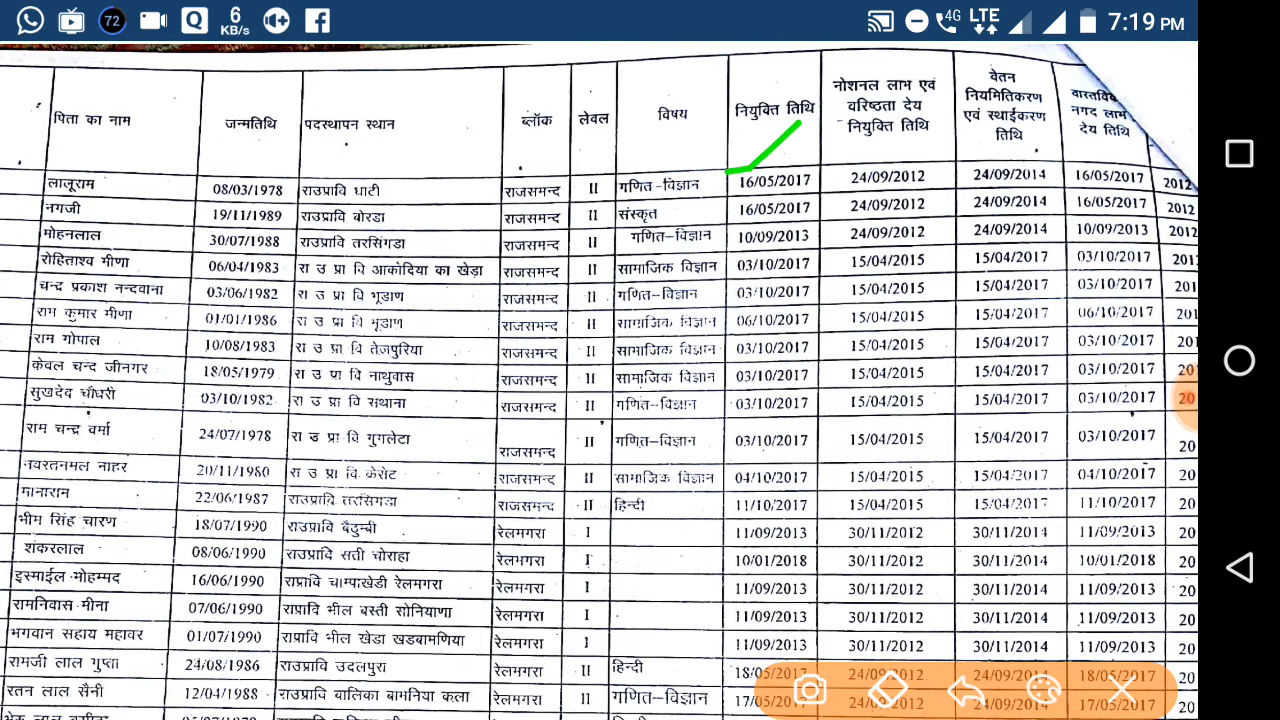 72 6 KB/s 4G LTE 7:19 PM
पिता का नाम जन्मतिथि पदस्थापन स्थान ब्लॉक लेवल विषय नियुक्ति तिथि नोशनल लाभ एवं वरिष्ठता देय नियुक्ति तिथि वेतन नियमितिकरण एवं स्थाईकरण तिथि नगद लाभ देय तिथि
लाजूराम 08/03/1978 राउप्रावि घाटी राजसमन्द II गणित-विज्ञान 16/05/2017 24/09/2012 24/09/2014 16/05/2017 2012
नगजी 19/11/1989 राउप्रावि बोरडा राजसमन्द II संस्कृत 16/05/2017 24/09/2012 24/09/2014 16/05/2017 2012
मोहनलाल 30/07/1988 राउप्रावि तरसिंगडा राजसमन्द II गणित-विज्ञान 10/09/2013 24/09/2012 24/09/2014 10/09/2013 2012
रोहिताश्व मीणा 06/04/1983 रा उ प्रा वि आकोदिया का खेड़ा राजसमन्द II सामाजिक विज्ञान 03/10/2017 15/04/2015 15/04/2017 03/10/2017 201
चन्द्र प्रकाश नन्दवाना 03/06/1982 रा उ प्रा वि भूडाण राजसमन्द II गणित-विज्ञान 03/10/2017 15/04/2015 15/04/2017 03/10/2017 201
राम कुमार मीणा 01/01/1986 रा उ प्रा वि भूडाण राजसमन्द II सामाजिक विज्ञान 06/10/2017 15/04/2015 15/04/2017 06/10/2017 201
राम गोपाल 10/08/1983 रा उ प्रा वि तेजपुरिया राजसमन्द II सामाजिक विज्ञान 03/10/2017 15/04/2015 15/04/2017 03/10/2017 201
केवल चन्द जीनगर 18/05/1979 रा उ प्रा वि नाथुवास राजसमन्द II सामाजिक विज्ञान 03/10/2017 15/04/2015 15/04/2017 03/10/2017 20
सुखदेव चौधरी 03/10/1982 रा उ प्रा वि सथाना राजसमन्द II गणित-विज्ञान 03/10/2017 15/04/2015 15/04/2017 03/10/2017 20
राम चन्द्र वर्मा 24/07/1978 रा उ प्रा वि गुगलेटा राजसमन्द II गणित-विज्ञान 03/10/2017 15/04/2015 15/04/2017 03/10/2017 20
नवरतनमल नाहर 20/11/1980 रा उ प्रा वि केसेट राजसमन्द II सामाजिक विज्ञान 04/10/2017 15/04/2015 15/04/2017 04/10/2017 20
मानाराम 22/06/1987 राउप्रावि तरसिगडा राजसमन्द II हिन्दी 11/10/2017 15/04/2015 15/04/2017 11/10/2017 20
भीम सिंह चारण 18/07/1990 राउप्रावि बैठुम्बी रेलमगरा I 11/09/2013 30/11/2012 30/11/2014 11/09/2013 20
शंकरलाल 08/06/1990 राउप्रावि सती चोराहा रेलमगरा I 10/01/2018 30/11/2012 30/11/2014 10/01/2018 20
इस्माईल मोहम्मद 16/06/1990 राप्रावि चाम्पाखेडी रेलमगरा रेलमगरा I 11/09/2013 30/11/2012 30/11/2014 11/09/2013 20
रामनिवास मीना 07/06/1990 राप्रावि भील बस्ती सोनियाणा रेलमगरा I 11/09/2013 30/11/2012 30/11/2014 11/09/2013 20
भगवान सहाय महावर 01/07/1990 राप्रावि भील खेडा खडबामणिया रेलमगरा I 11/09/2013 30/11/2012 30/11/2014 11/09/2013 20
रामजी लाल गुप्ता 24/08/1986 राउप्रावि उदलपुरा रेलमगरा II हिन्दी 18/05/2017 24/09/2012 24/09/2014 18/05/2017 20
रतन लाल सैनी 12/04/1988 राउप्रावि बालिका बामनिया कला रेलमगरा II गणित-विज्ञान 17/05/2017 24/09/2012 24/09/2014 17/05/2017 20